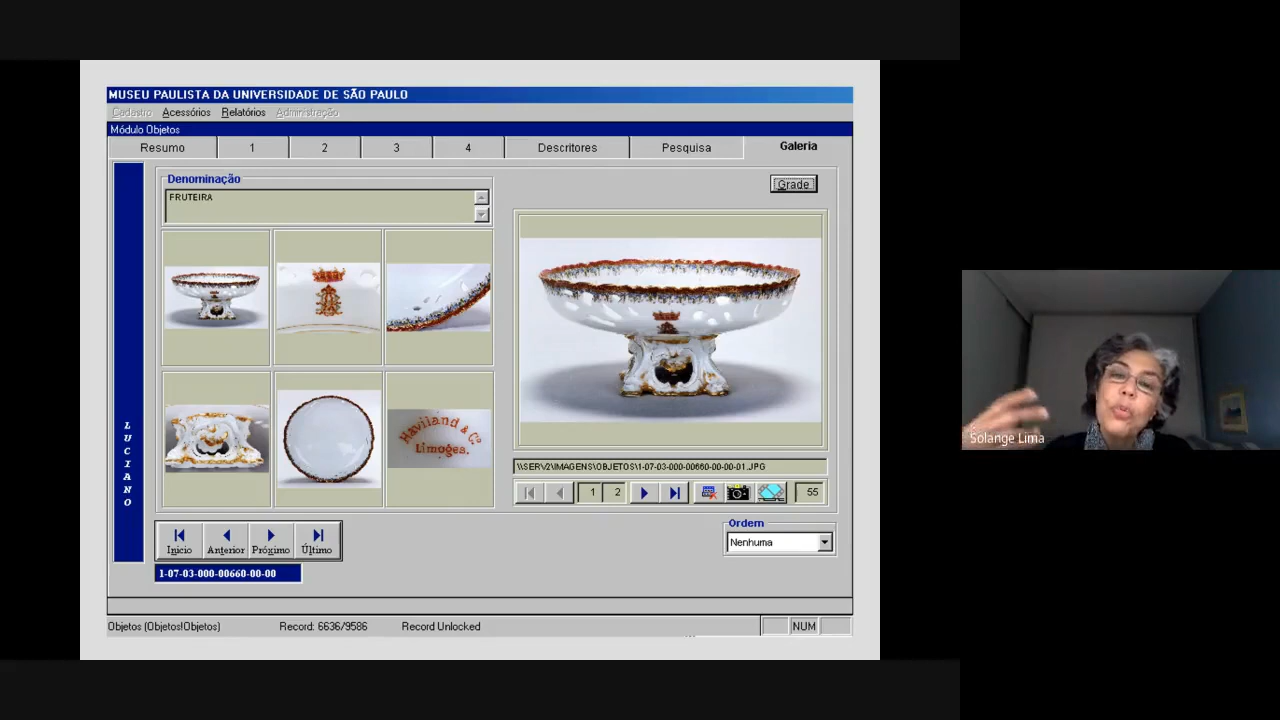 MUSEU PAULISTA DA UNIVERSIDADE DE SÃO PAULO
Cadastro Acessórios Relatórios Administração
Módulo Objetos
Resumo 1 2 3 4 Descritores Pesquisa Galeria
Denominação
FRUTEIRA
Grade
Haviland & Co
Limoges.
LUCIANO
\\SERV2\IMAGENS\OBJETOS\1-07-03-000-00660-00-00-01.JPG
1 2 55
Inicio Anterior Próximo Último
Ordem
Nenhuma
1-07-03-000-00660-00-00
Objetos (Objetos!Objetos) Record: 6636/9586 Record Unlocked NUM
Solange Lima